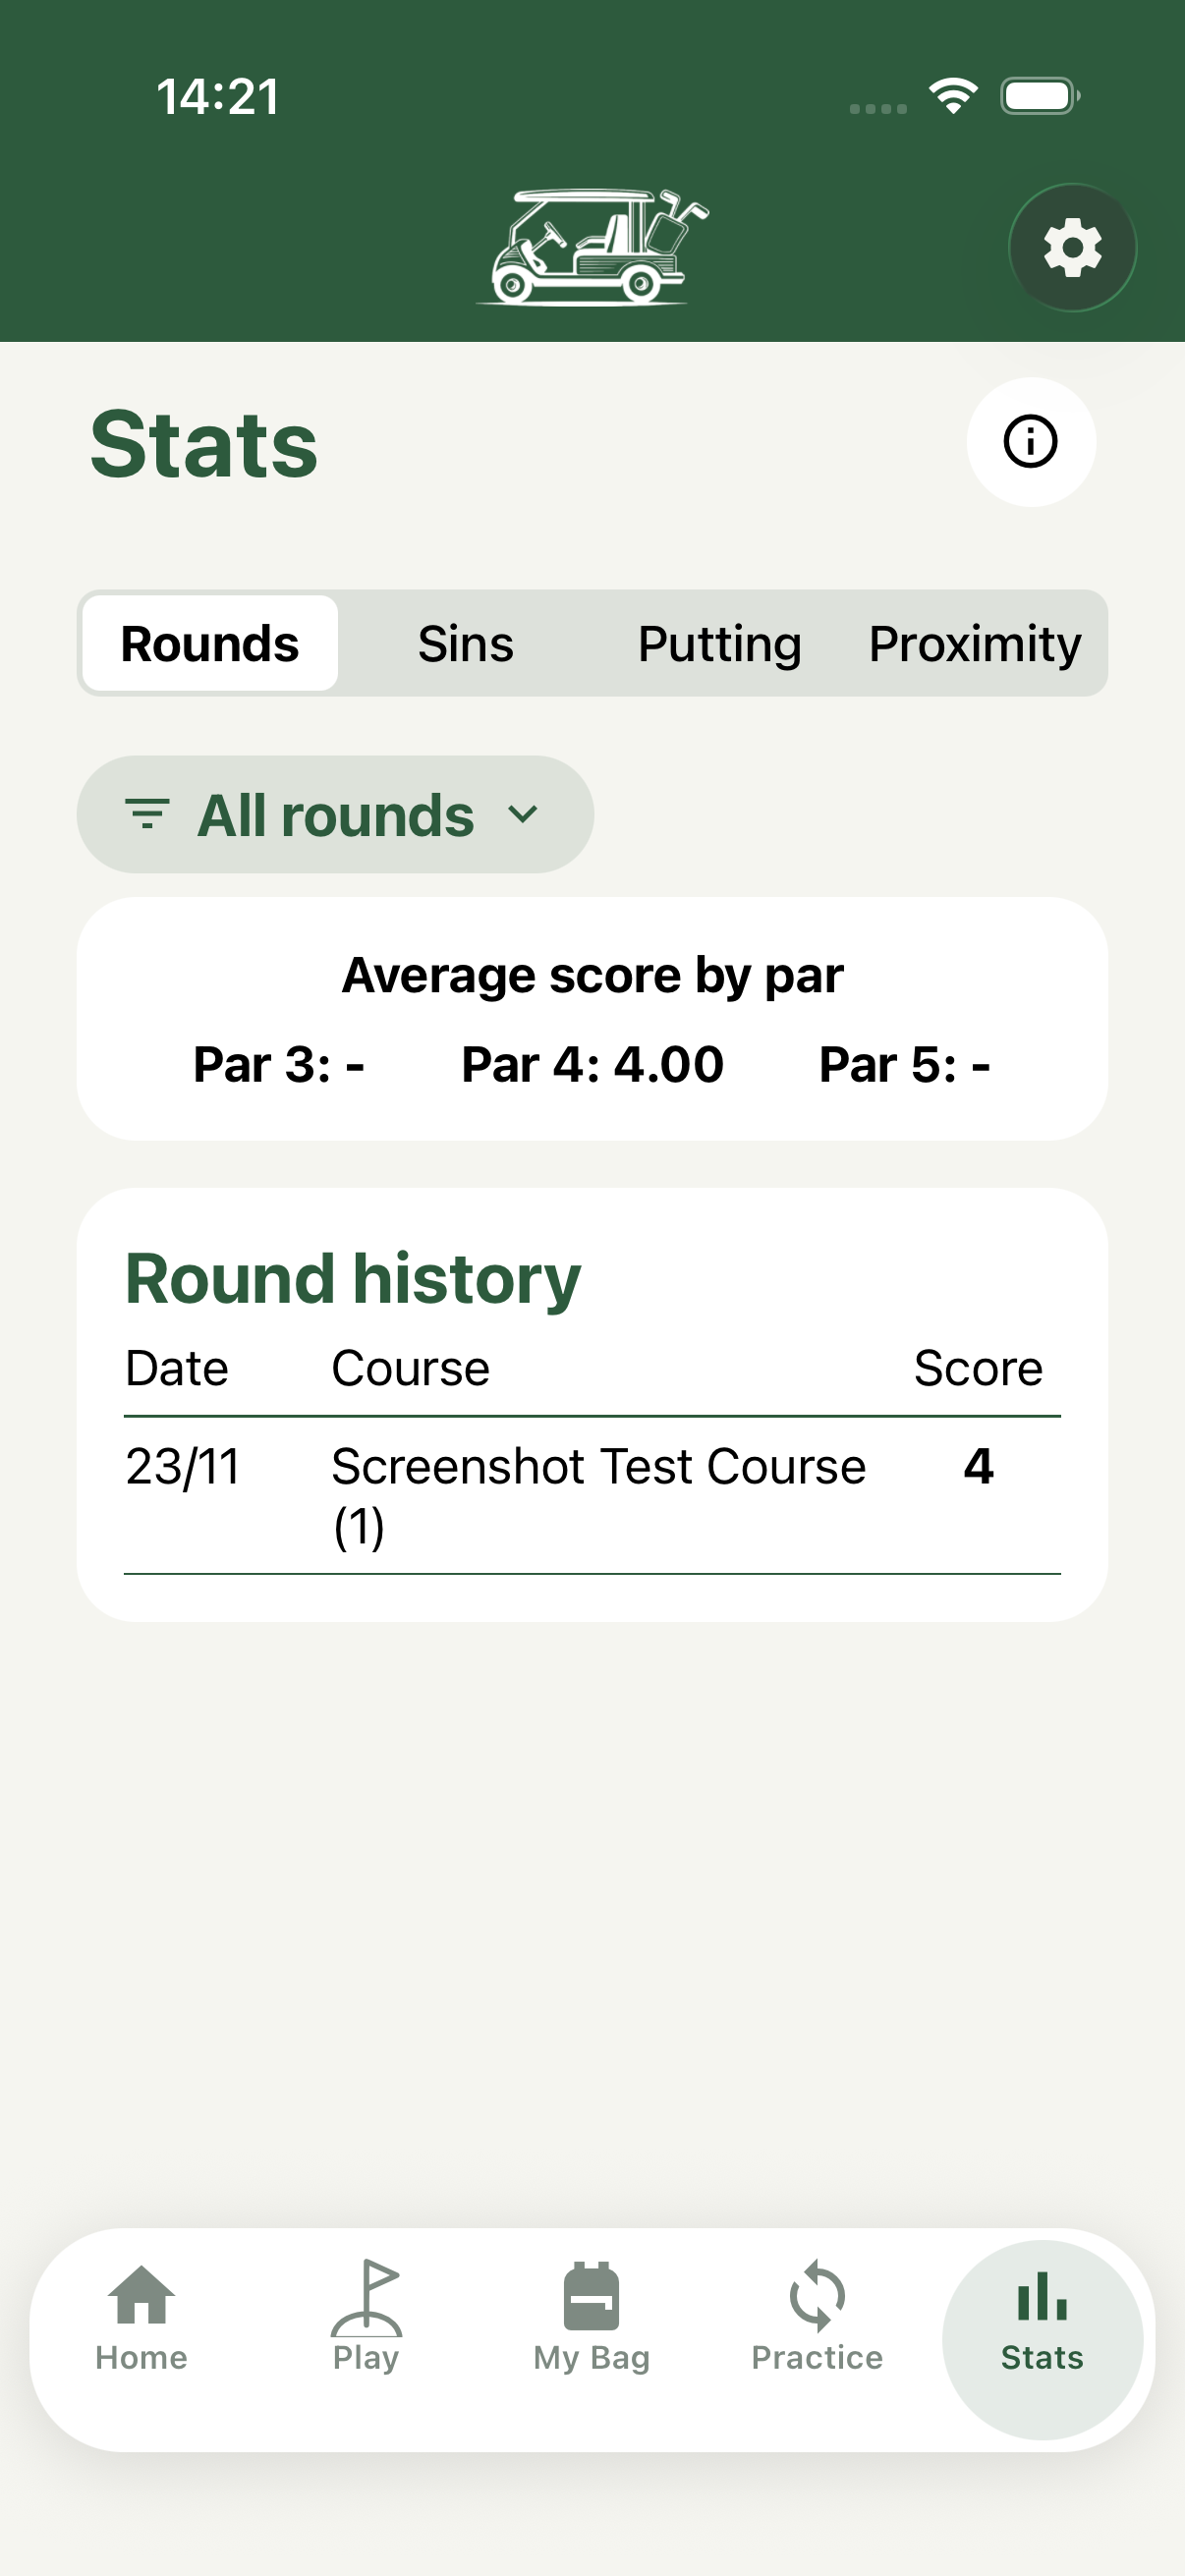 14:21
Stats
Rounds Sins Putting Proximity
All rounds
Average score by par
Par 3: - Par 4: 4.00 Par 5: -
Round history
Date Course Score
23/11 Screenshot Test Course 4
(1)
Home Play My Bag Practice Stats